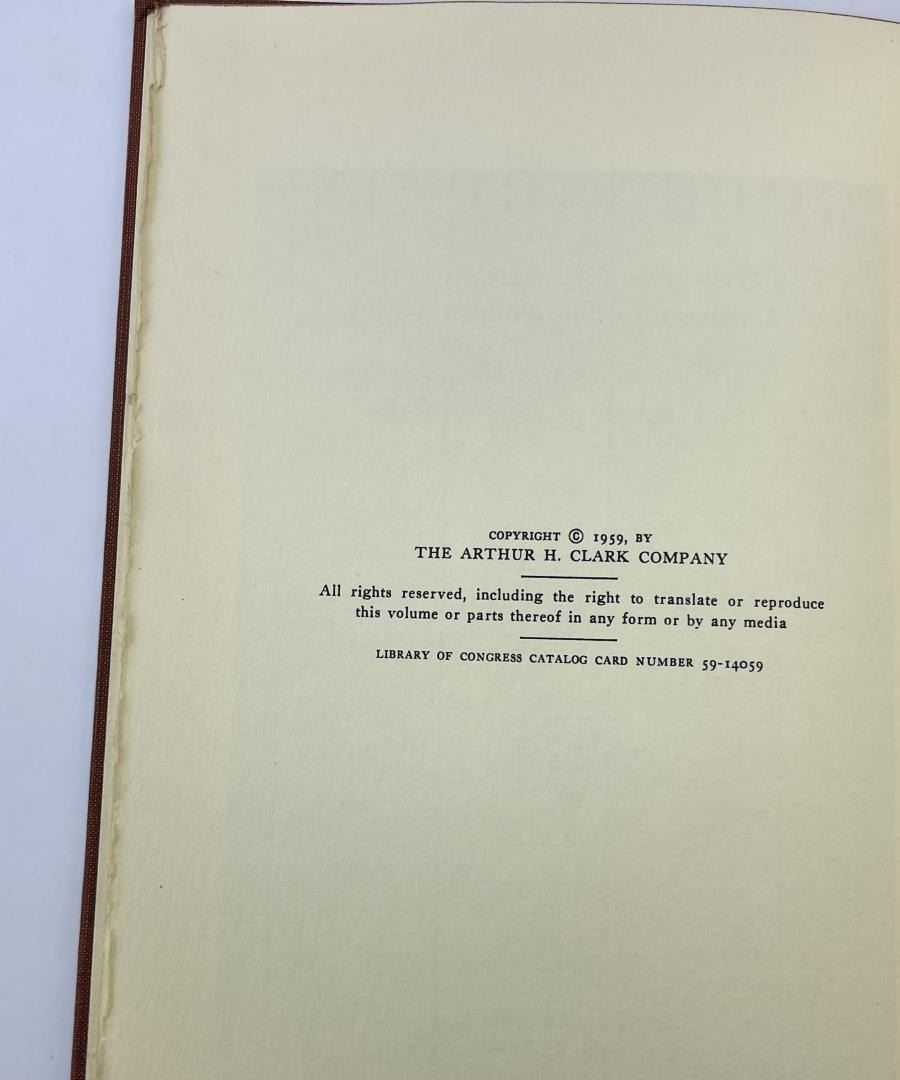 COPYRIGHT © 1959, BY
THE ARTHUR H. CLARK COMPANY
All rights reserved, including the right to translate or reproduce
this volume or parts thereof in any form or by any media
LIBRARY OF CONGRESS CATALOG CARD NUMBER 59-14059